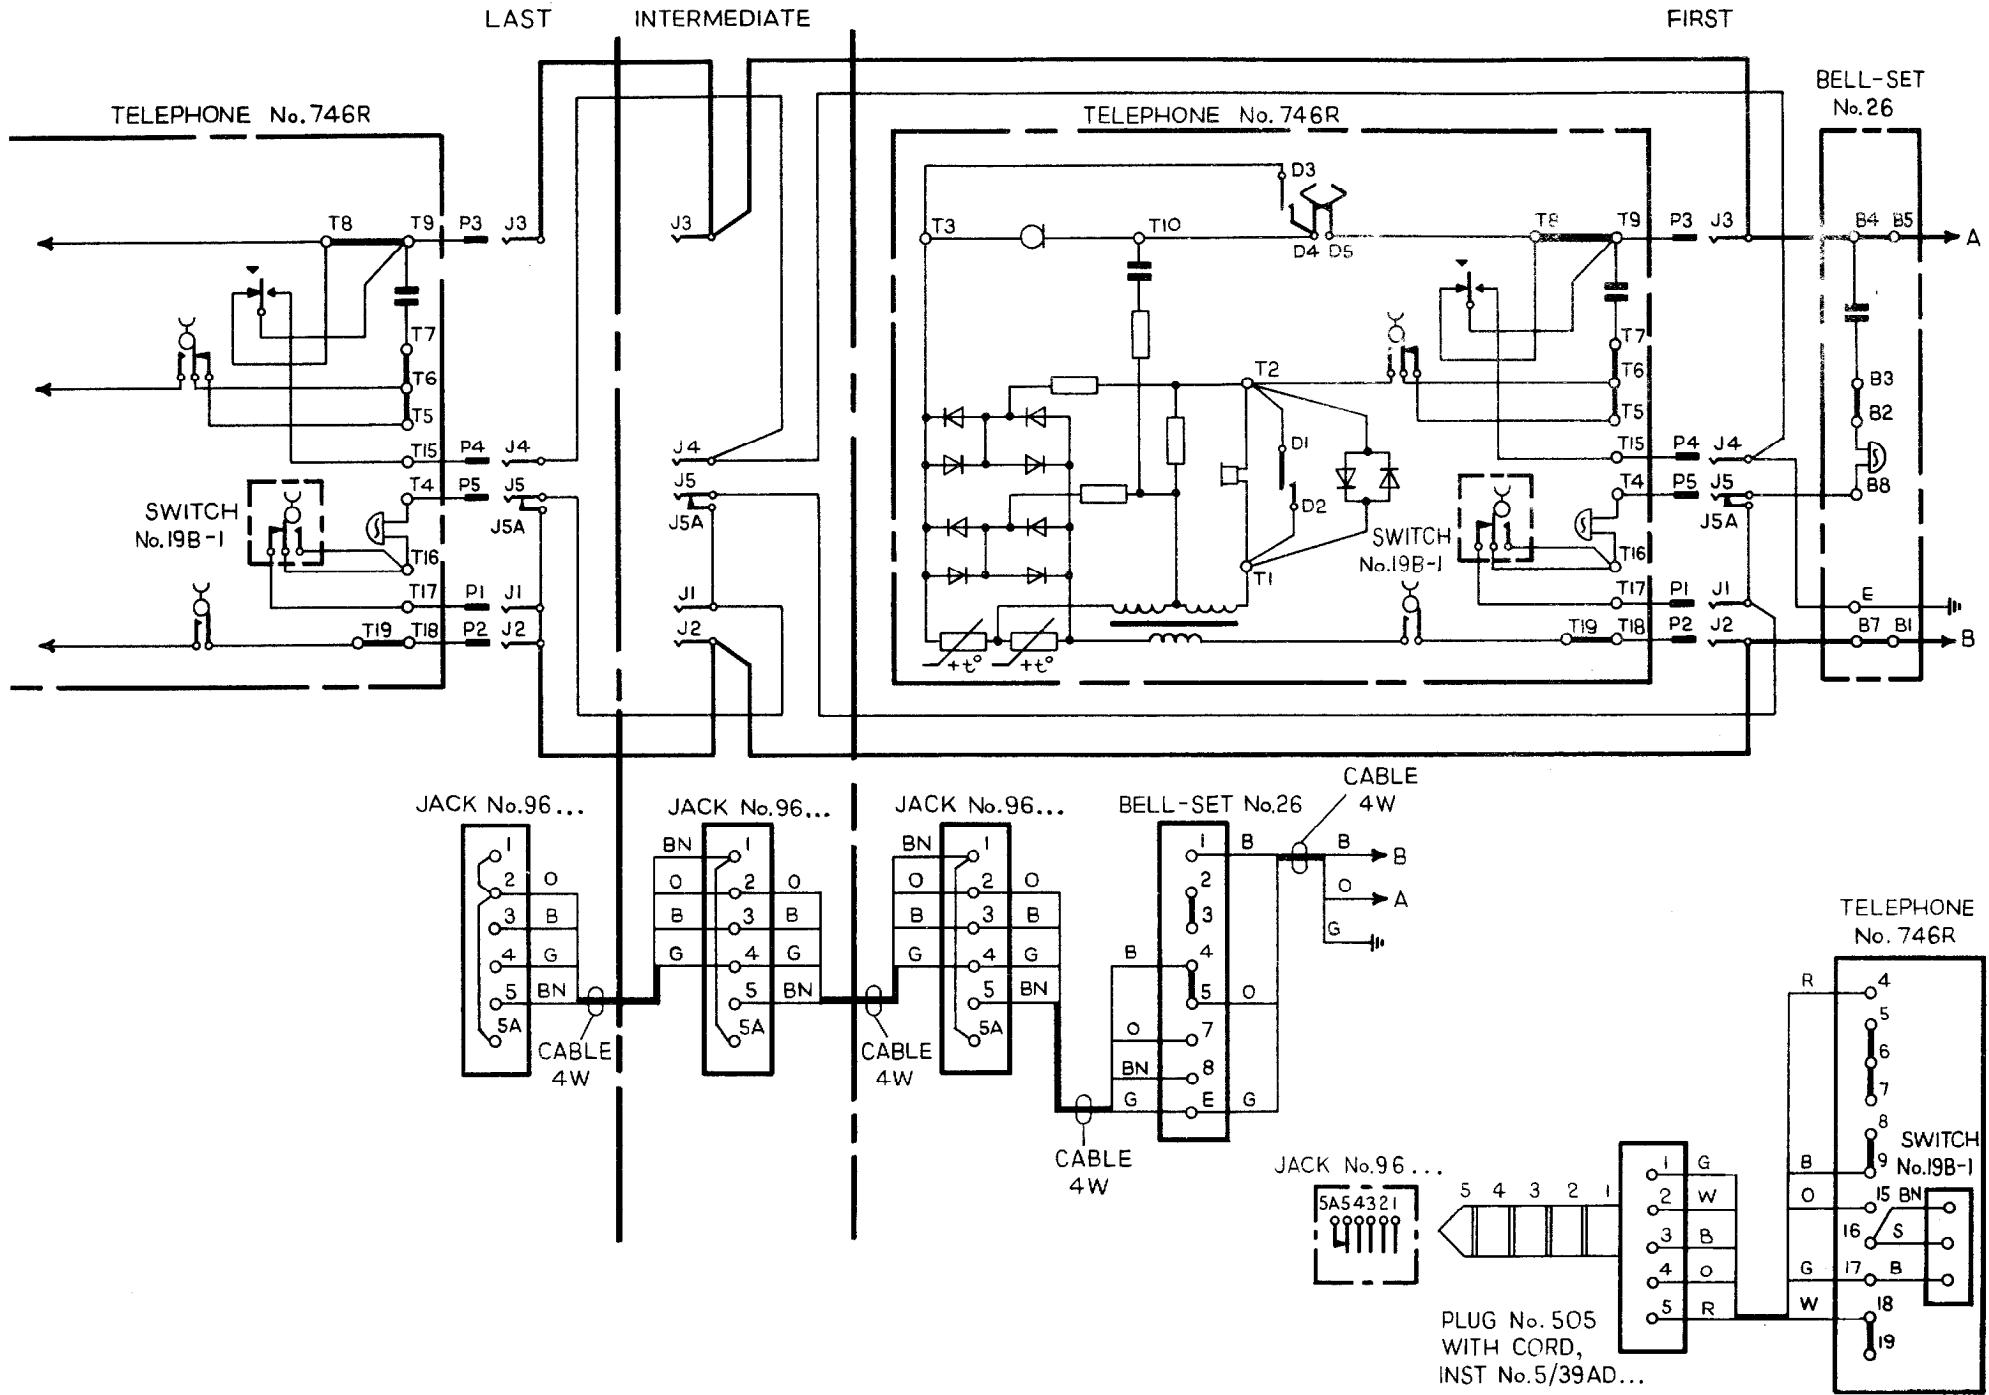 LAST
INTERMEDIATE
FIRST
BELL-SET
No.26
TELEPHONE No.746R
TELEPHONE No.746R
T8
T9
P3
J3
J3
D3
T3
T10
D4
D5
T8
T9
P3
J3
B4
B5
A
T7
T6
T5
T7
T6
T5
T2
B3
B2
T15
P4
J4
J4
D1
T15
P4
J4
T4
P5
J5
J5
T4
P5
J5
B8
SWITCH
No.19B-1
J5A
J5A
D2
SWITCH
No.19B-1
J5A
T16
T1
T16
T17
P1
J1
J1
T17
P1
J1
E
T19
T18
P2
J2
J2
T19
T18
P2
J2
B7
B1
B
+t°
+t°
CABLE
4W
JACK No.96...
JACK No.96...
JACK No.96...
BELL-SET No.26
1
2
O
3
B
4
G
5
BN
5A
CABLE
4W
BN
1
O
2
O
B
3
B
G
4
G
5
BN
5A
CABLE
4W
BN
1
O
2
O
B
3
B
G
4
G
5
BN
5A
CABLE
4W
1
B
B
B
2
3
O
A
B
4
G
5
O
O
7
BN
8
G
E
G
TELEPHONE
No. 746R
R
4
5
6
7
8
B
9
SWITCH
No.19B-1
O
15
BN
16
S
G
17
B
W
18
19
JACK No.96...
5A
5
4
3
2
1
5
4
3
2
1
1
G
2
W
3
B
4
O
5
R
PLUG No.505
WITH CORD,
INST No.5/39AD...